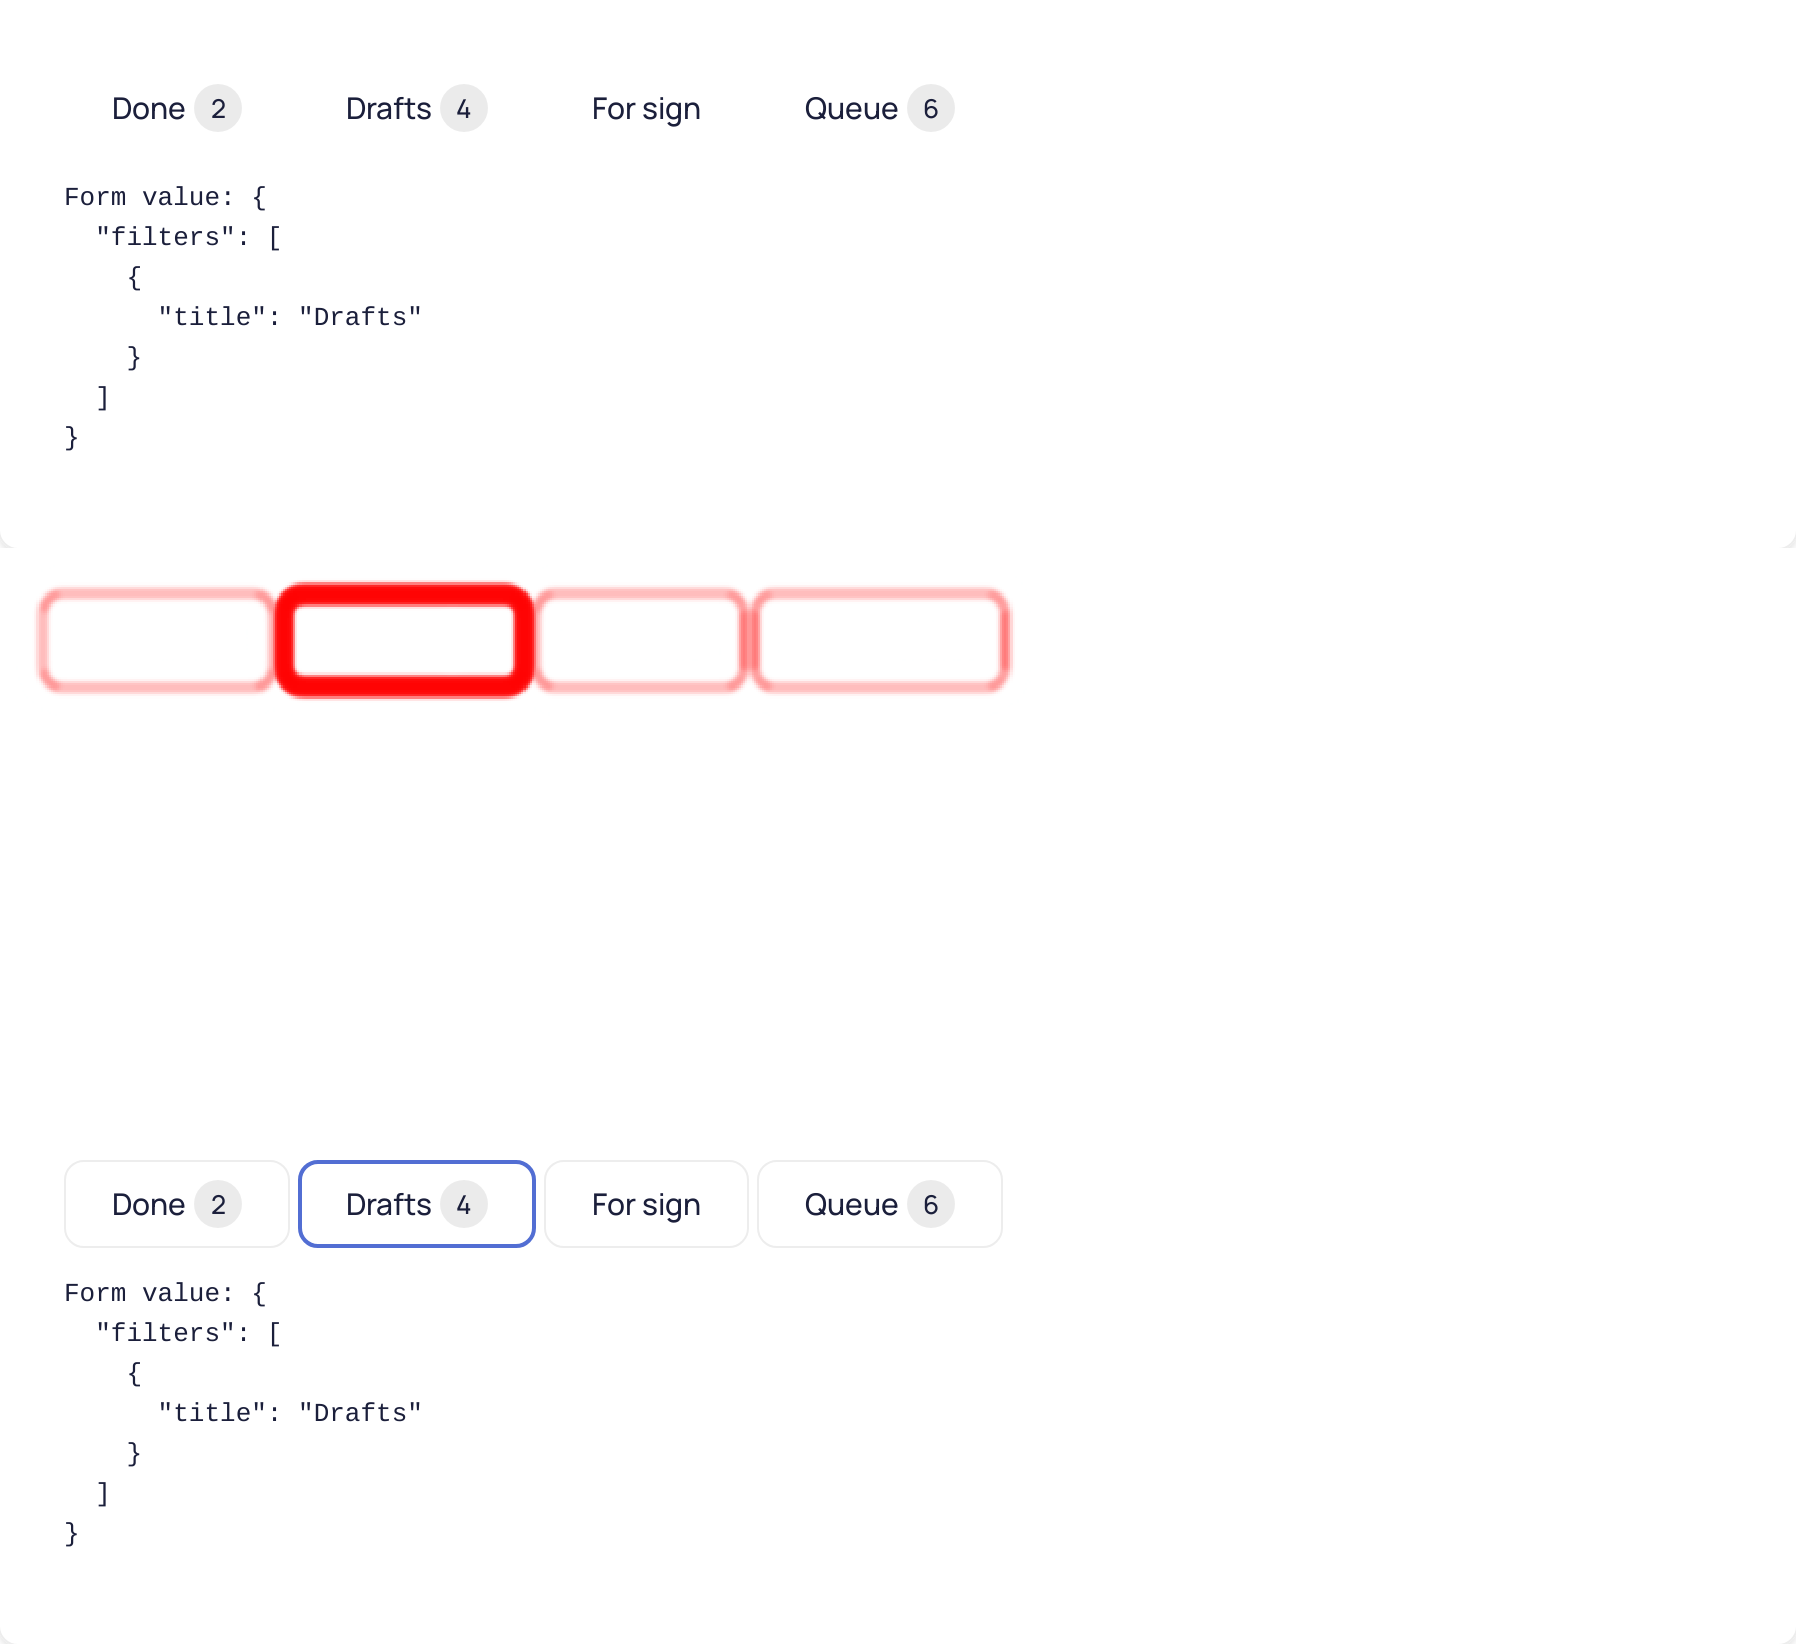 Done 2 Drafts 4 For sign Queue 6
Form value: {
  "filters": [
    {
      "title": "Drafts"
    }
  ]
}
Done 2 Drafts 4 For sign Queue 6
Form value: {
  "filters": [
    {
      "title": "Drafts"
    }
  ]
}